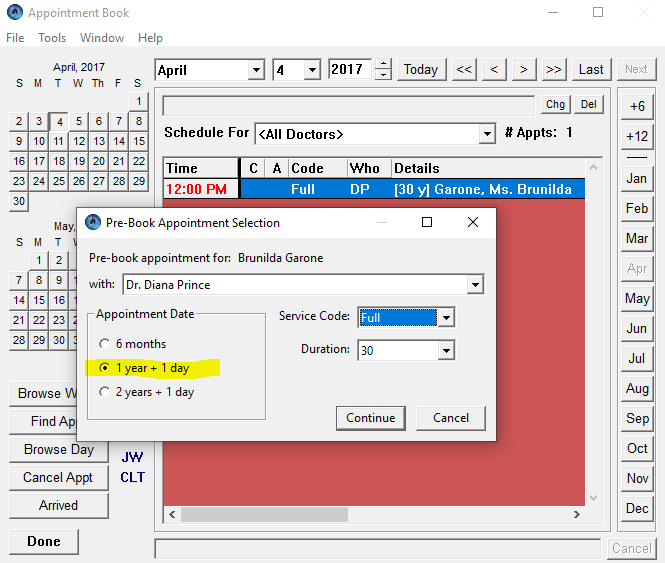 Appointment Book
File Tools Window Help
April, 2017
S M T W Th F S
1
2 3 4 5 6 7 8
9 10 11 12 13 14 15
16 17 18 19 20 21 22
23 24 25 26 27 28 29
30
May,
S M T
1 2
7 8 9
14 15 16
21 22 23
28 29 30
Browse W
Find App
Browse Day
Cancel Appt
Arrived
Done
JW
CLT
April 4 2017 Today << < > >> Last Next
Chg Del
Schedule For <All Doctors> # Appts: 1
Time C A Code Who Details
12:00 PM Full DP [30 y] Garone, Ms. Brunilda
Pre-Book Appointment Selection
Pre-book appointment for: Brunilda Garone
with: Dr. Diana Prince
Appointment Date
6 months
1 year + 1 day
2 years + 1 day
Service Code: Full
Duration: 30
Continue Cancel
+6
+12
Jan
Feb
Mar
Apr
May
Jun
Jul
Aug
Sep
Oct
Nov
Dec
Cancel